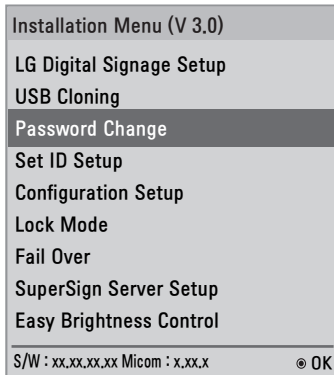 Installation Menu (V 3.0)
LG Digital Signage Setup
USB Cloning
Password Change
Set ID Setup
Configuration Setup
Lock Mode
Fail Over
SuperSign Server Setup
Easy Brightness Control
S/W : xx.xx.xx.xx Micom : x.xx.x ◉ OK